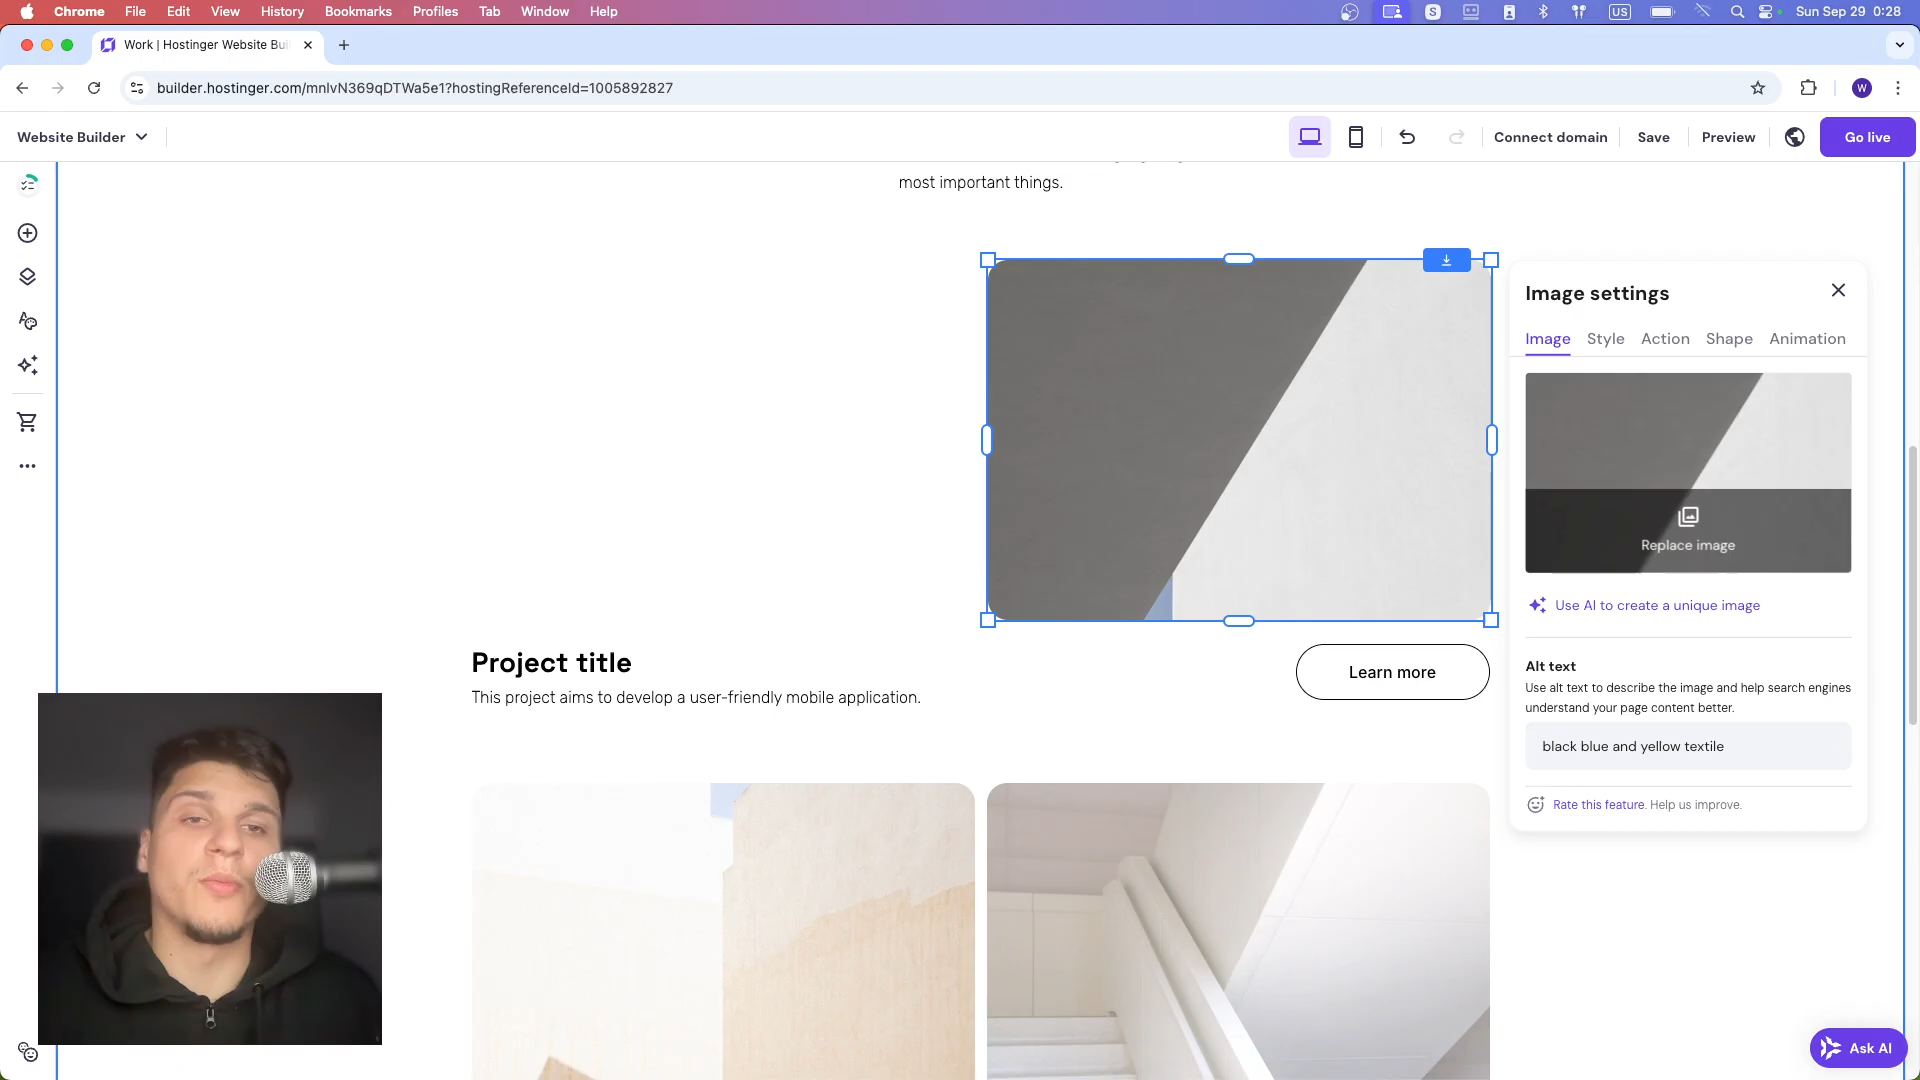 Chrome File Edit View History Bookmarks Profiles Tab Window Help
S US Sun Sep 29 0:28
Work | Hostinger Website Bui
builder.hostinger.com/mnlvN369qDTWa5e1?hostingReferenceId=1005892827
W
Website Builder
Connect domain Save Preview Go live
most important things.
Image settings
Image Style Action Shape Animation
Replace image
Use AI to create a unique image
Alt text
Use alt text to describe the image and help search engines
understand your page content better.
black blue and yellow textile
Rate this feature. Help us improve.
Project title
This project aims to develop a user-friendly mobile application.
Learn more
Ask AI